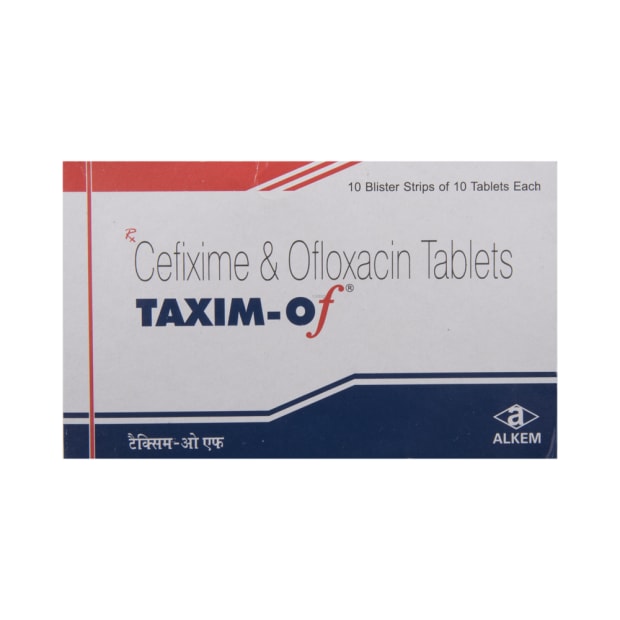 10 Blister Strips of 10 Tablets Each
Rx
Cefixime & Ofloxacin Tablets
TAXIM-Of®
टैक्सिम-ओ एफ
a
ALKEM